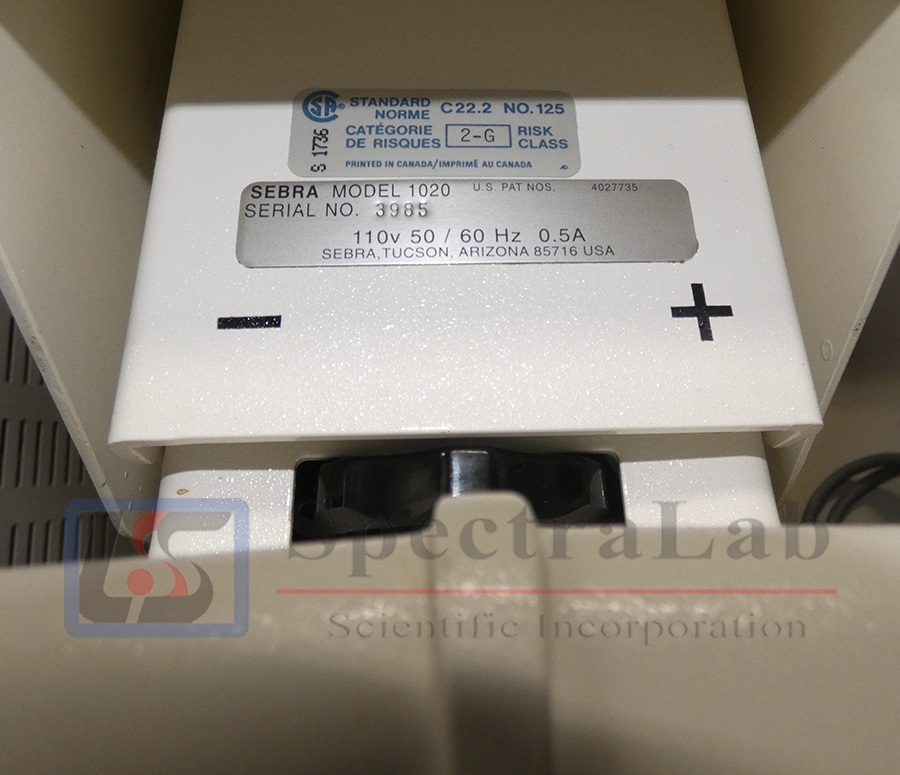 SA® STANDARD C22.2 NO.125
NORME
CATÉGORIE 2-G RISK
DE RISQUES CLASS
S 1736
PRINTED IN CANADA/IMPRIMÉ AU CANADA
SEBRA MODEL 1020 U.S. PAT NOS. 4027735
SERIAL NO. 3985
110v 50 / 60 Hz 0.5A
SEBRA,TUCSON, ARIZONA 85716 USA
− +
SpectraLab
Scientific Incorporation